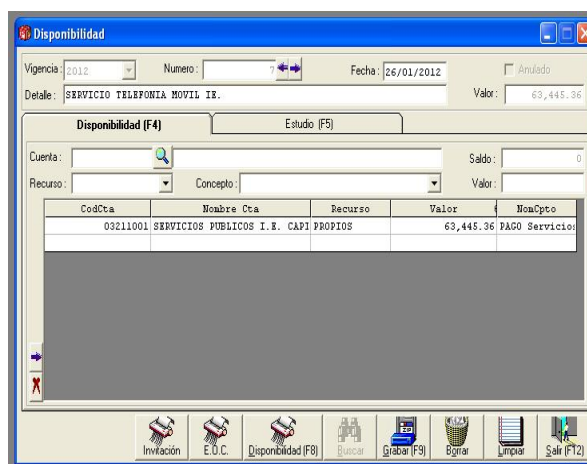 Disponibilidad
Vigencia: 2012 Numero: 7 Fecha: 26/01/2012 Anulado
Detalle: SERVICIO TELEFONIA MOVIL IE. Valor: 63,445.36
Disponibilidad (F4) Estudio (F5)
Cuenta: Saldo: 0
Recurso: Concepto: Valor:
CodCta Nombre Cta Recurso Valor NomCpto
03211001 SERVICIOS PUBLICOS I.E. CAPI PROPIOS 63,445.36 PAGO Servicios
Invitación E.O.C. Disponibilidad (F8) Buscar Grabar (F9) Borrar Limpiar Salir (F12)